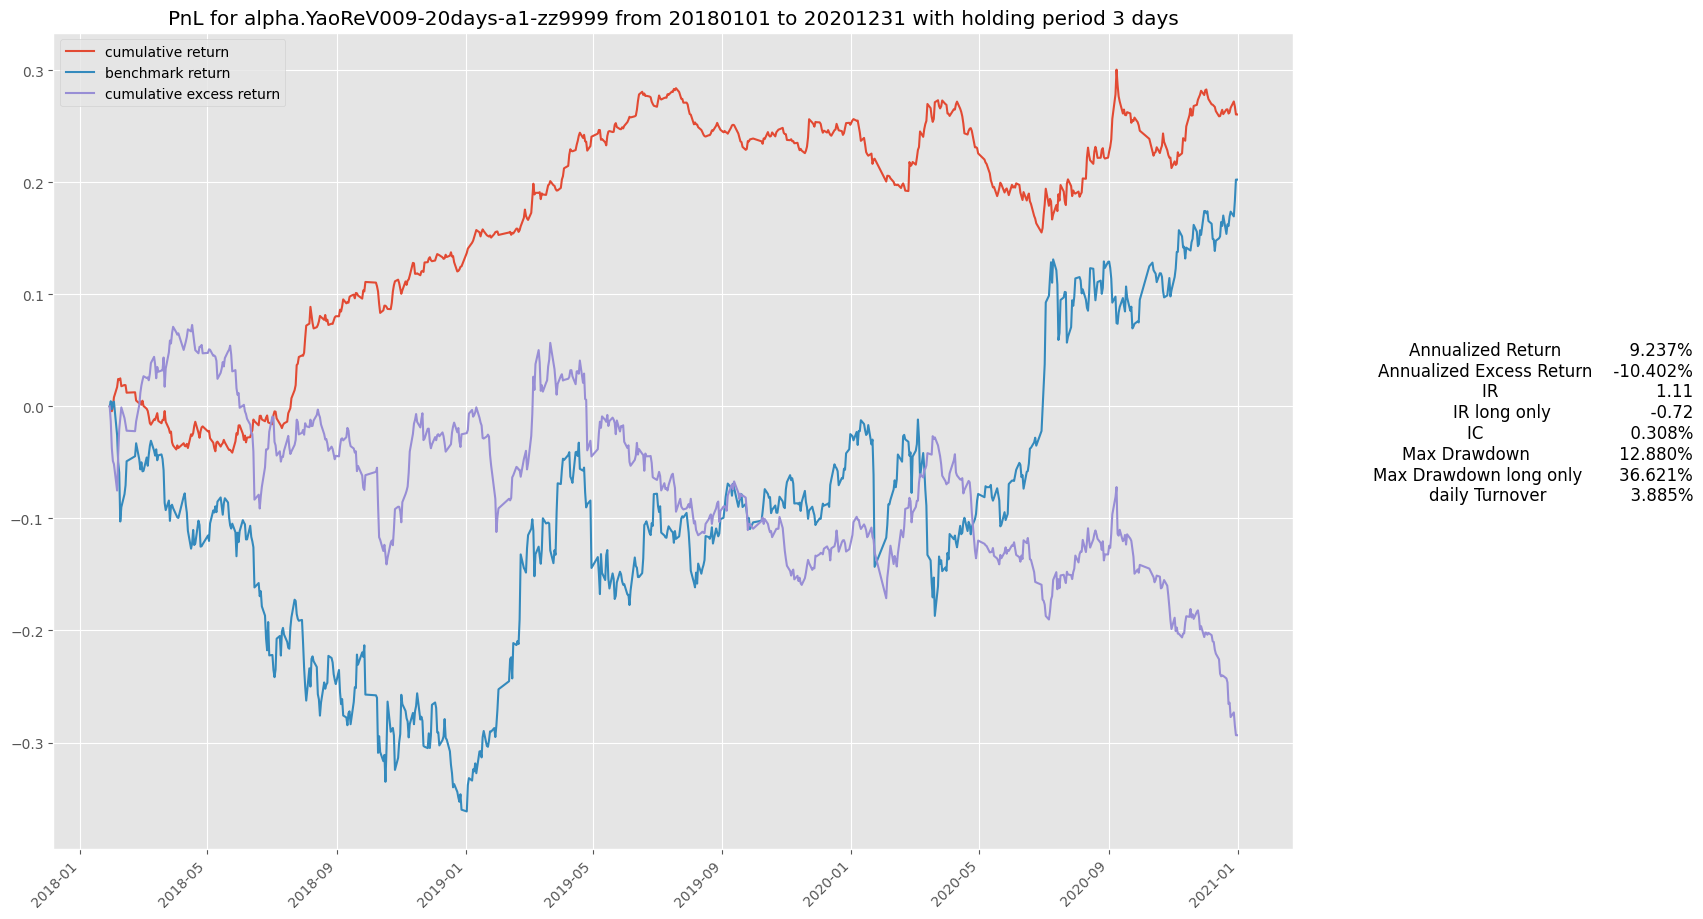 PnL for alpha.YaoReV009-20days-a1-zz9999 from 20180101 to 20201231 with holding period 3 days
cumulative return
benchmark return
cumulative excess return
0.3
0.2
0.1
0.0
−0.1
−0.2
−0.3
2018-01
2018-05
2018-09
2019-01
2019-05
2019-09
2020-01
2020-05
2020-09
2021-01
Annualized Return 9.237%
Annualized Excess Return -10.402%
IR 1.11
IR long only -0.72
IC 0.308%
Max Drawdown 12.880%
Max Drawdown long only 36.621%
daily Turnover 3.885%